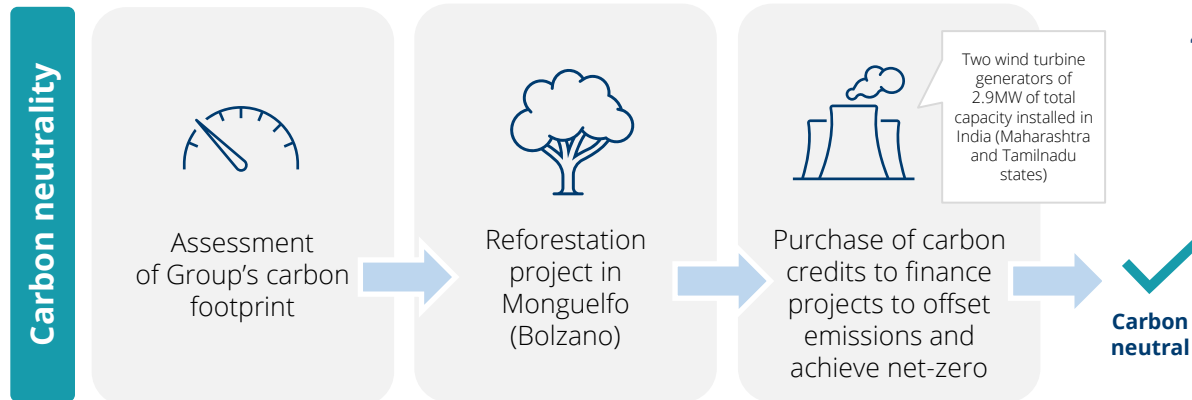 Carbon neutrality
Assessment
of Group's carbon
footprint
Reforestation
project in
Monguelfo
(Bolzano)
Two wind turbine
generators of
2.9MW of total
capacity installed in
India (Maharashtra
and Tamilnadu
states)
Purchase of carbon
credits to finance
projects to offset
emissions and
achieve net-zero
Carbon
neutral